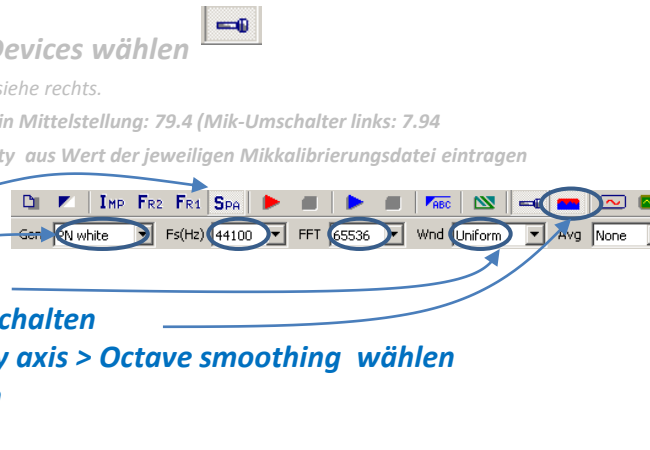 Devices wählen
siehe rechts.
in Mittelstellung: 79.4 (Mik-Umschalter links: 7.94
ty aus Wert der jeweiligen Mikkalibrierungsdatei eintragen
IMP FR2 FR1 SPA ABC
Gen PN white Fs(Hz) 44100 FFT 65536 Wnd Uniform Avg None
chalten
y axis > Octave smoothing wählen